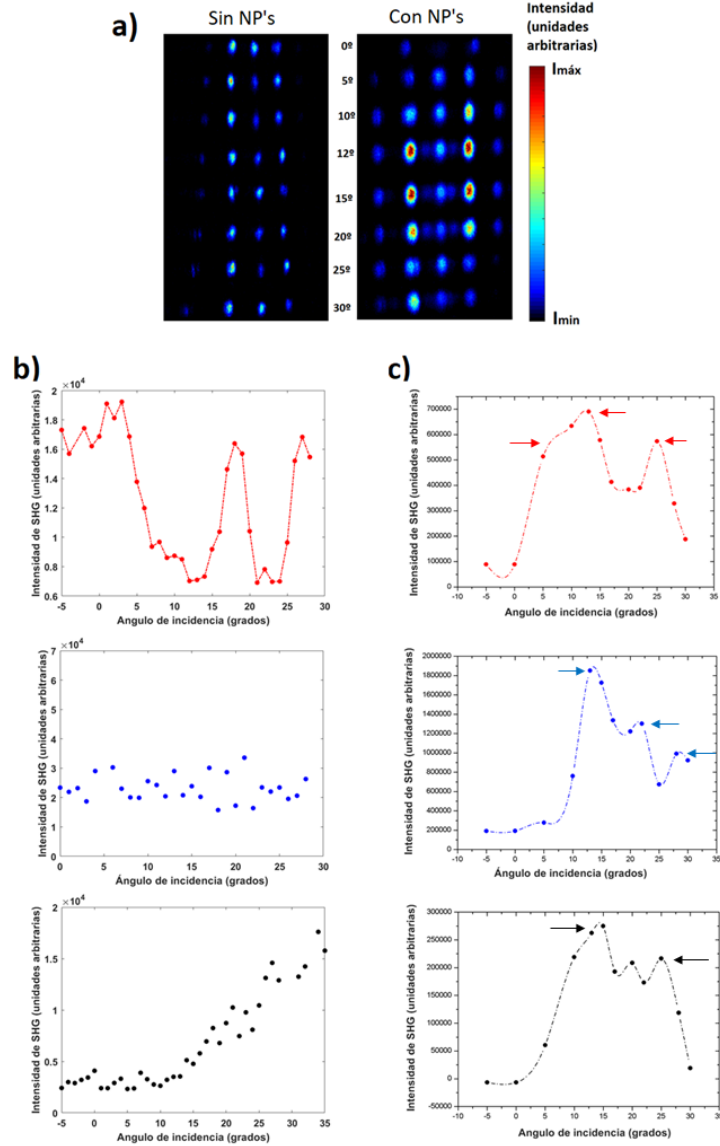 a)
Sin NP's
Con NP's
Intensidad
(unidades
arbitrarias)
Imáx
Imin
0º
5º
10º
12º
15º
20º
25º
30º
b)
×10⁴
2
1.8
1.6
1.4
1.2
1
0.8
0.6
-5 0 5 10 15 20 25 30
Intensidad de SHG (unidades arbitrarias)
Angulo de incidencia (grados)
×10⁴
7
6
5
4
3
2
1
0
0 5 10 15 20 25 30
Intensidad de SHG (unidades arbitrarias)
Ángulo de incidencia (grados)
×10⁴
2
1.5
1
0.5
0
-5 0 5 10 15 20 25 30 35
Intensidad de SHG (unidades arbitrarias)
Angulo de incidencia (grados)
c)
700000
600000
500000
400000
300000
200000
100000
0
-10 -5 0 5 10 15 20 25 30 35
Intensidad de SHG (unidades arbitrarias)
Angulo de incidencia (grados)
2000000
1800000
1600000
1400000
1200000
1000000
800000
600000
400000
200000
0
-10 -5 0 5 10 15 20 25 30 35
Intensidad de SHG (unidades arbitrarias)
Angulo de incidencia (grados)
300000
250000
200000
150000
100000
50000
0
-50000
-10 -5 0 5 10 15 20 25 30 35
Intensidad de SHG (unidades arbitrarias)
Angulo de incidencia (grados)